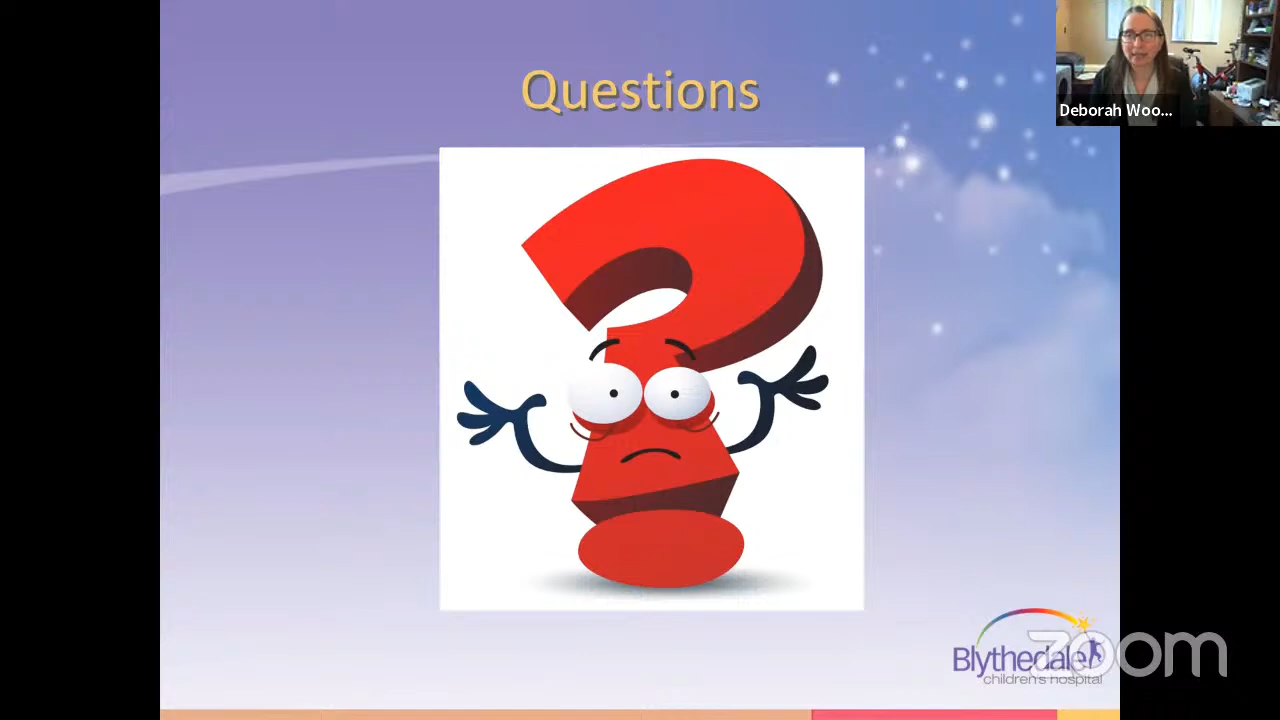 Questions
Deborah Woo...
Blythedale
children's hospital
zoom